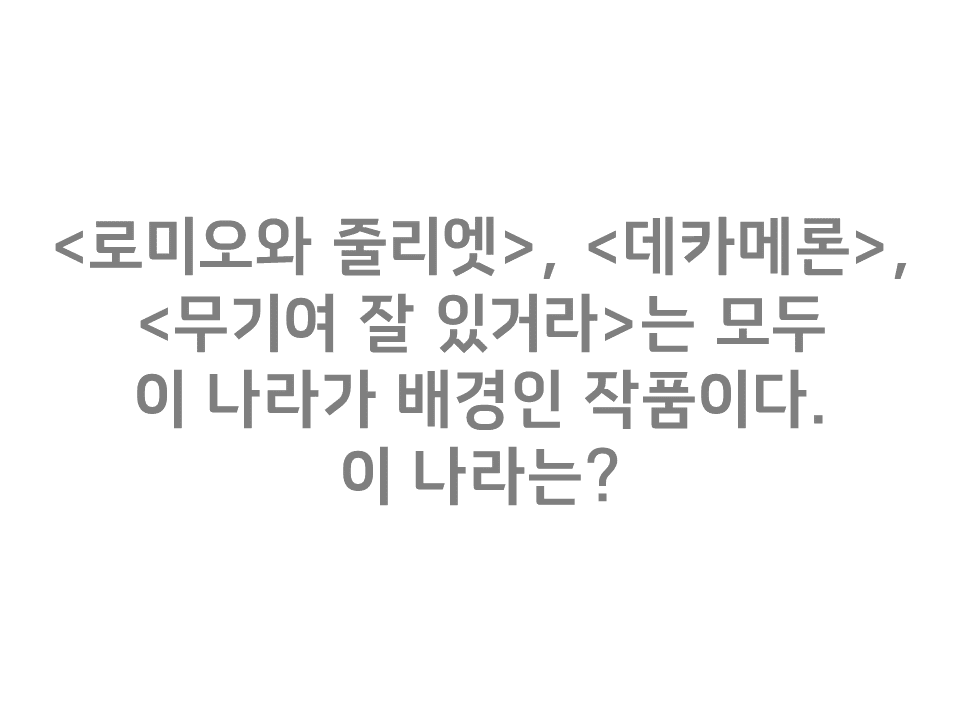 <로미오와 줄리엣>, <데카메론>,
<무기여 잘 있거라>는 모두
이 나라가 배경인 작품이다.
이 나라는?